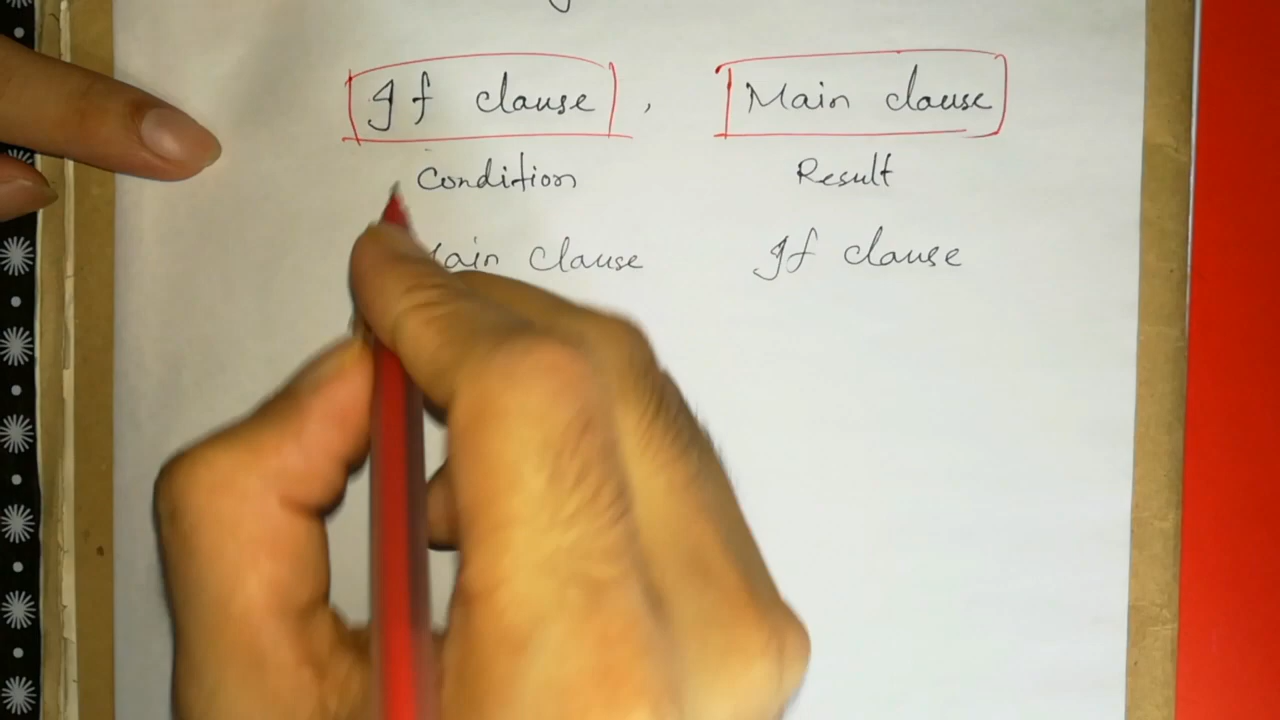 If clause , Main clause
Condition Result
clause If clause